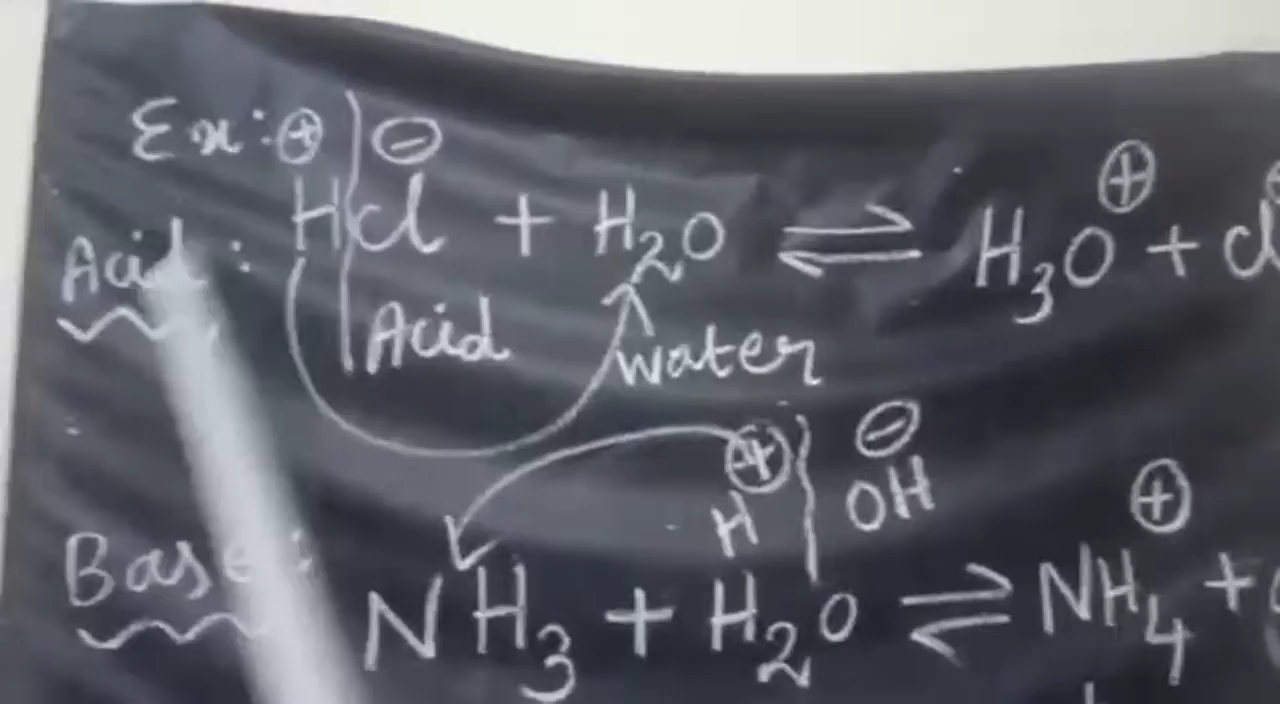 Ex: ⊕ ⊖
Acid: HCl + H₂O ⇌ H₃O⊕ + Cl
Acid water
⊕ ⊖
H OH
Base: NH₃ + H₂O ⇌ NH₄⊕ +